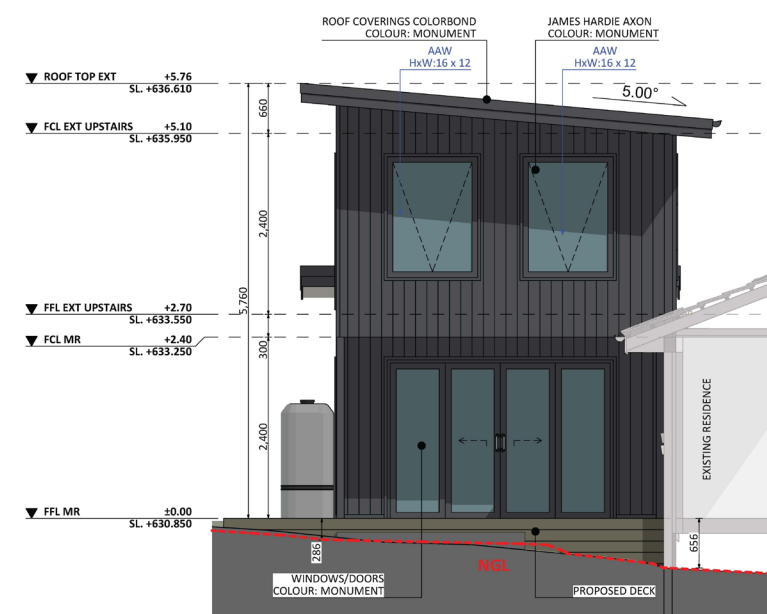 ROOF COVERINGS COLORBOND
COLOUR: MONUMENT
JAMES HARDIE AXON
COLOUR: MONUMENT
AAW
HxW:16 x 12
AAW
HxW:16 x 12
5.00°
ROOF TOP EXT +5.76
SL. +636.610
660
FCL EXT UPSTAIRS +5.10
SL. +635.950
2,400
5,760
FFL EXT UPSTAIRS +2.70
SL. +633.550
FCL MR +2.40
SL. +633.250
300
2,400
EXISTING RESIDENCE
FFL MR ±0.00
SL. +630.850
286
656
NGL
WINDOWS/DOORS
COLOUR: MONUMENT
PROPOSED DECK